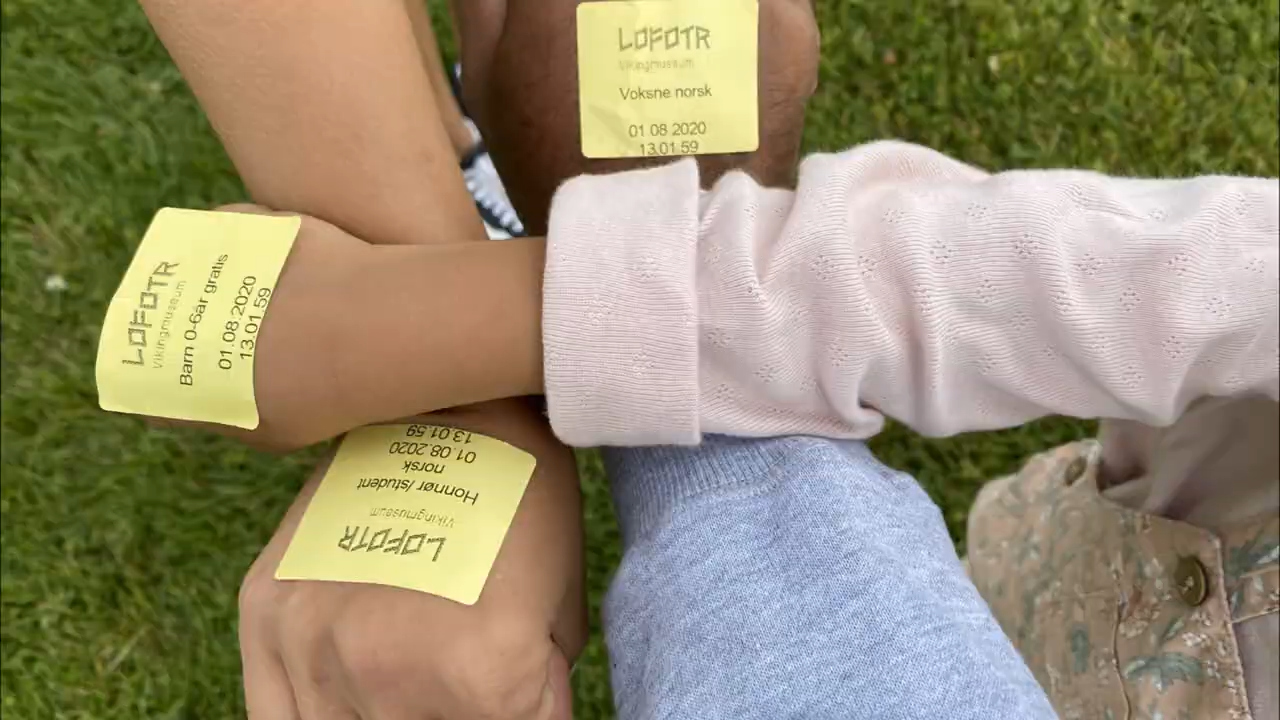 LOFOTR
Vikingmuseum
Voksne norsk
01 08 2020
13.01 59
LOFOTR
Vikingmuseum
Barn 0-6år gratis
01.08.2020
13.01 59
LOFOTR
Vikingmuseum
Honnør/student
norsk
01.08.2020
13.01.59